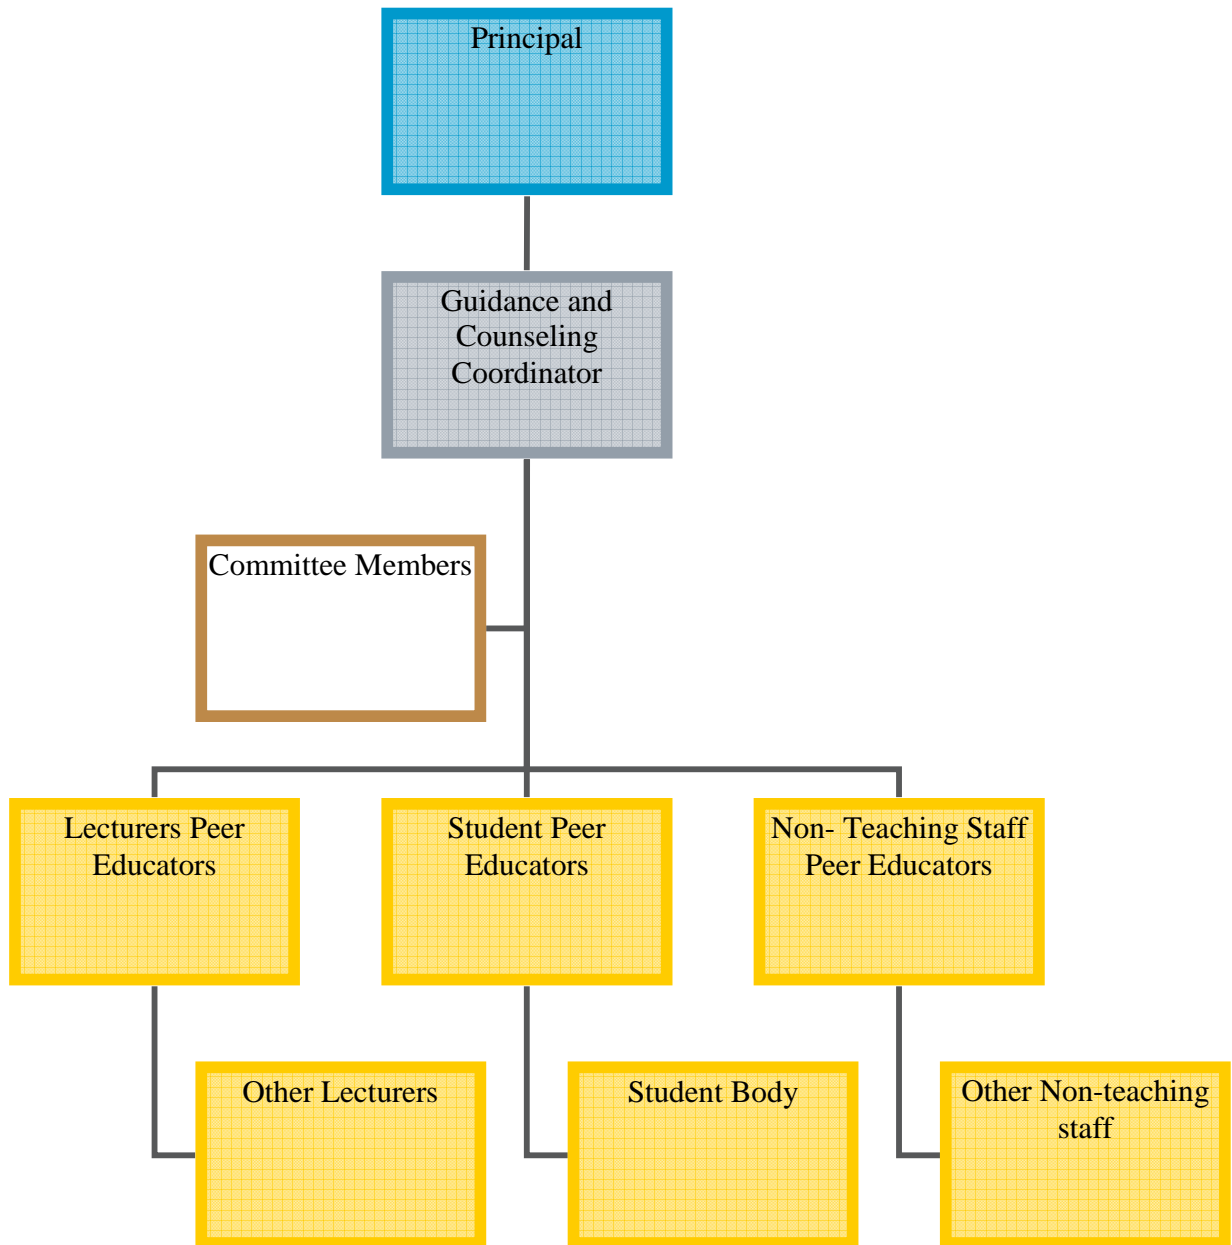 Principal
Guidance and
Counseling
Coordinator
Committee Members
Lecturers Peer
Educators
Student Peer
Educators
Non- Teaching Staff
Peer Educators
Other Lecturers
Student Body
Other Non-teaching
staff